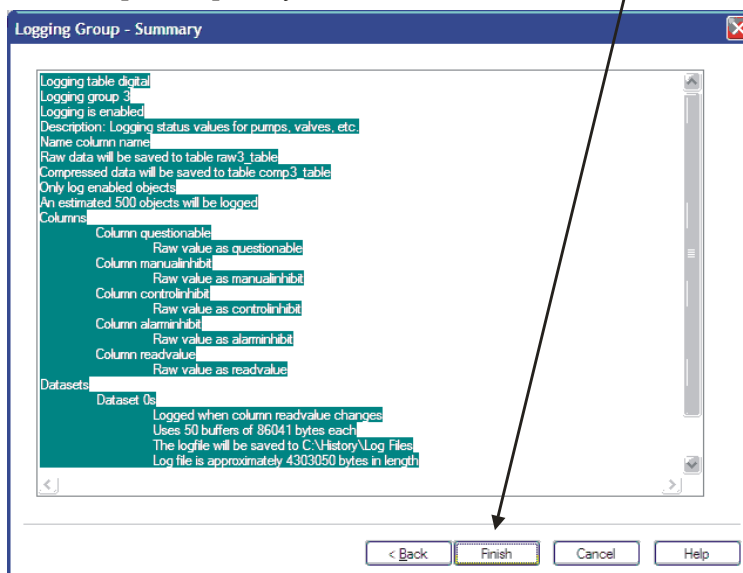 Logging Group - Summary
Logging table digital
Logging group 3
Logging is enabled
Description: Logging status values for pumps, valves, etc.
Name column name
Raw data will be saved to table raw3_table
Compressed data will be saved to table comp3_table
Only log enabled objects
An estimated 500 objects will be logged
Columns
Column questionable
Raw value as questionable
Column manualinhibit
Raw value as manualinhibit
Column controlinhibit
Raw value as controlinhibit
Column alarminhibit
Raw value as alarminhibit
Column readvalue
Raw value as readvalue
Datasets
Dataset 0s
Logged when column readvalue changes
Uses 50 buffers of 86041 bytes each
The logfile will be saved to C:\History\Log Files
Log file is approximately 4303050 bytes in length
< Back Finish Cancel Help